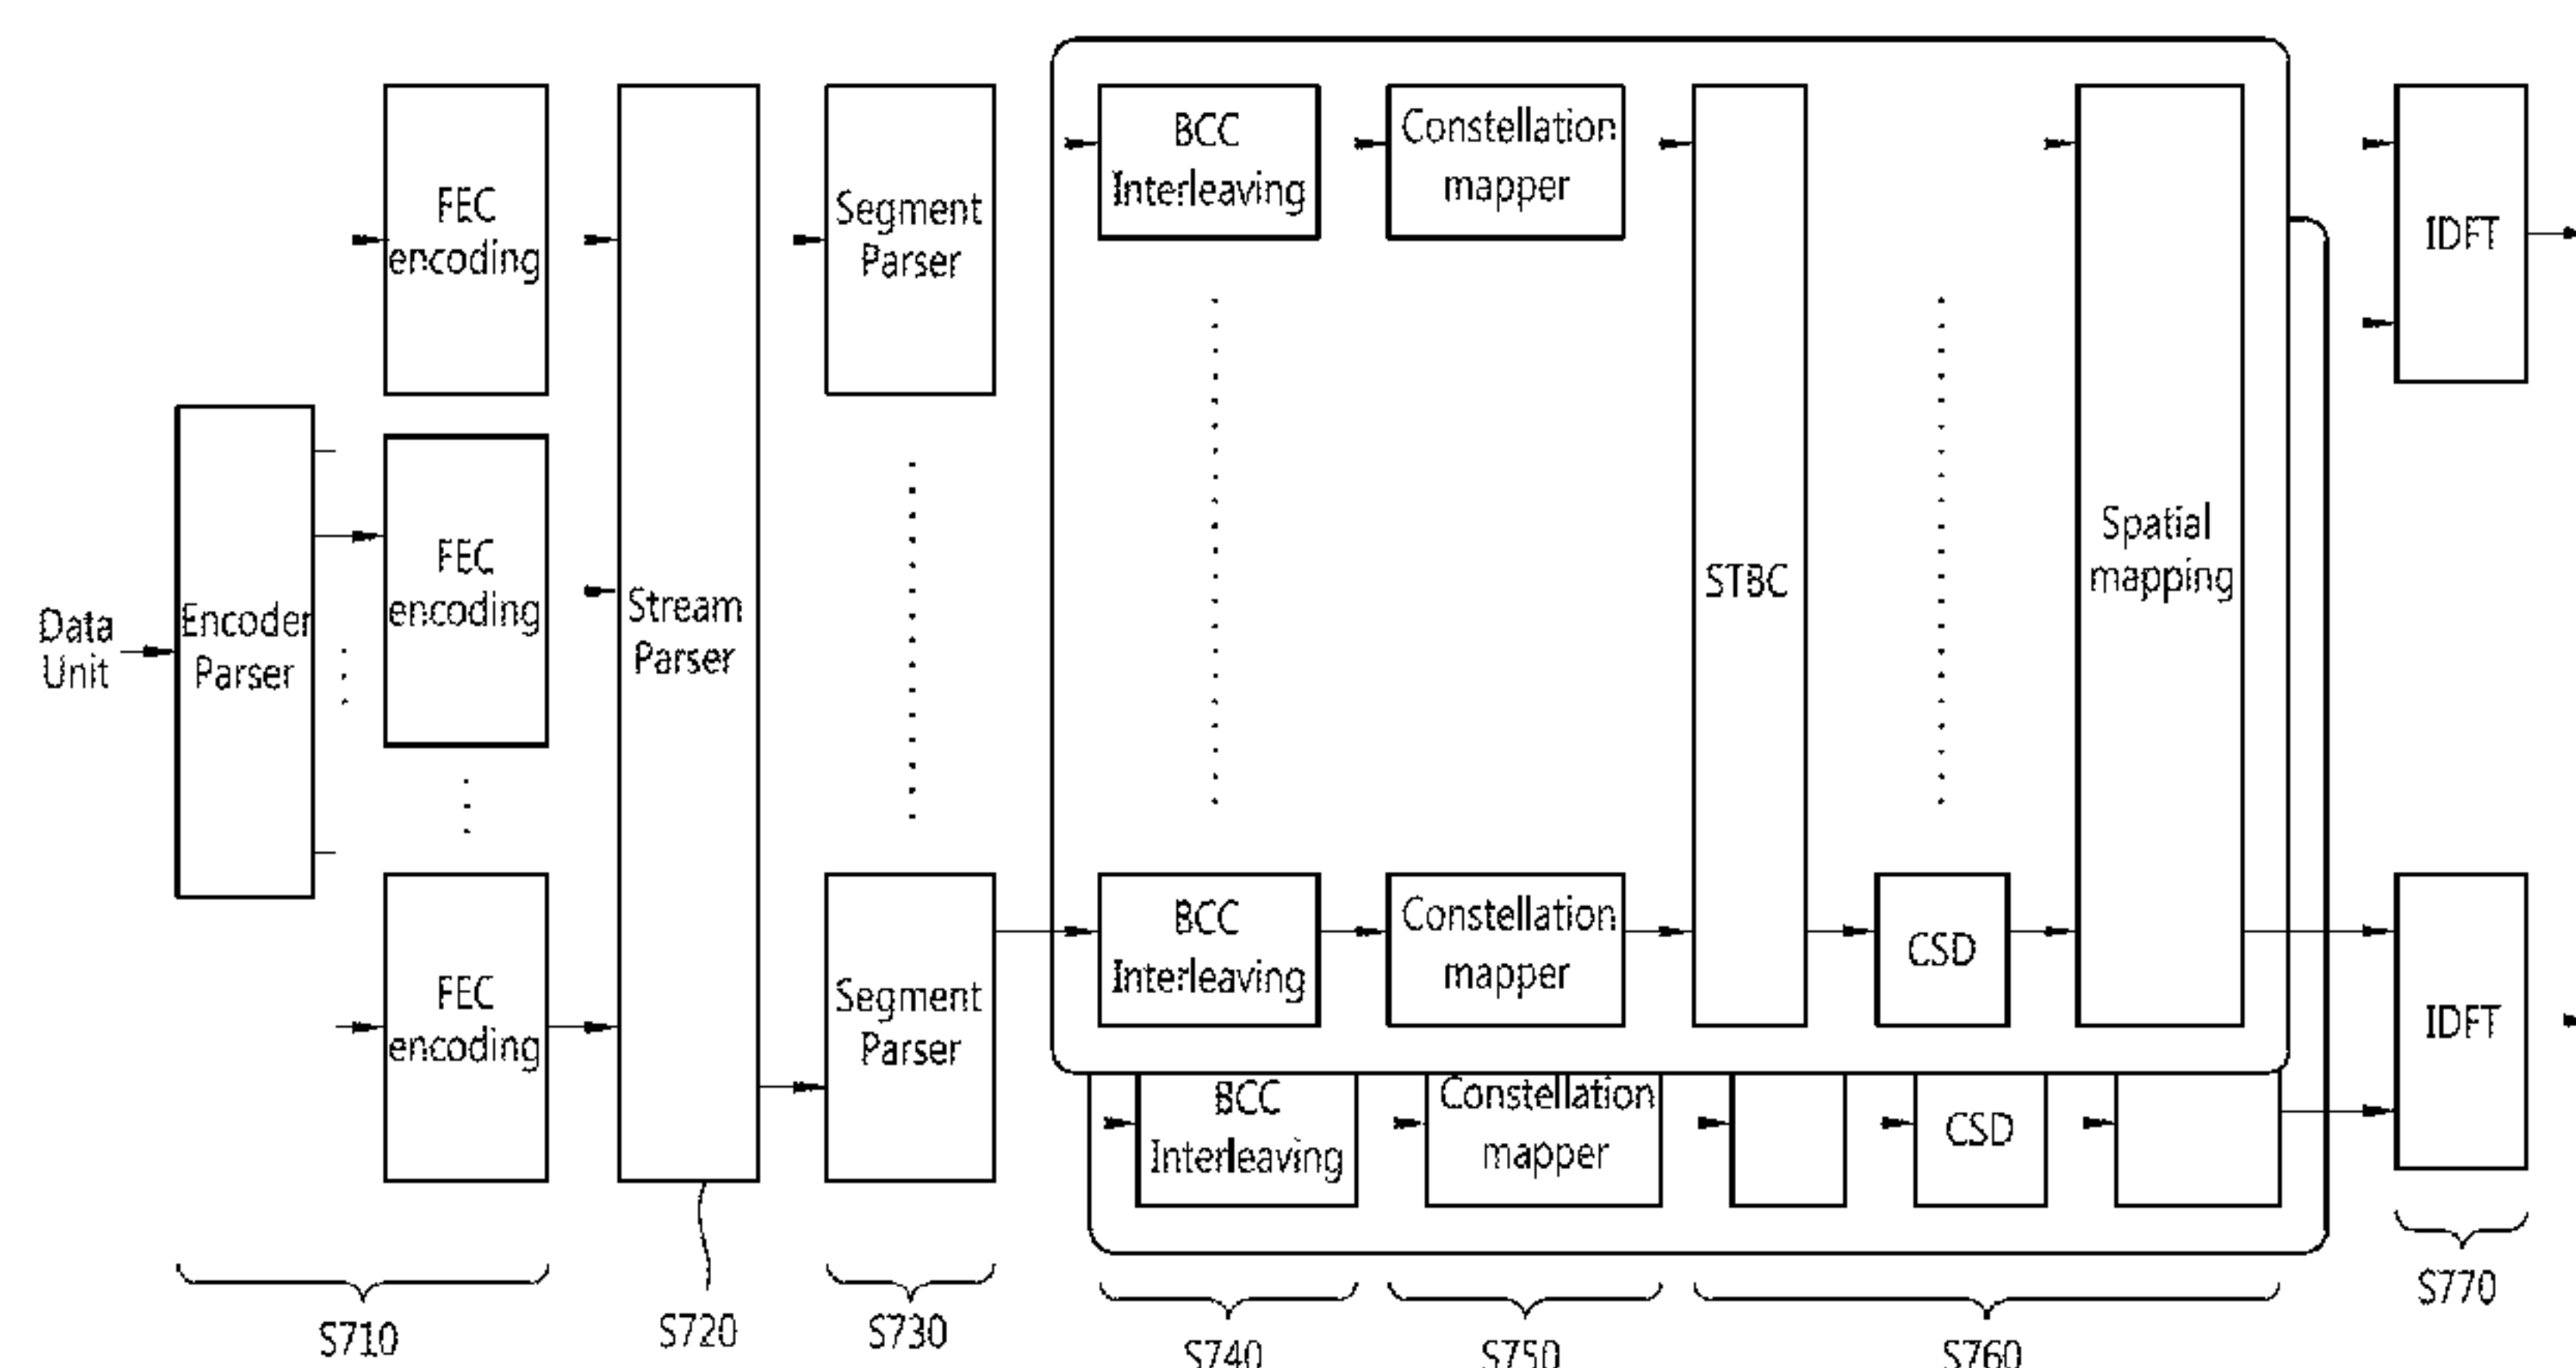 Data
Unit
Encoder
Parser
FEC
encoding
FEC
encoding
FEC
encoding
Stream
Parser
Segment
Parser
Segment
Parser
BCC
Interleaving
Constellation
mapper
BCC
Interleaving
Constellation
mapper
STBC
CSD
Spatial
mapping
BCC
Interleaving
Constellation
mapper
CSD
IDFT
IDFT
S710
S720
S730
S740
S750
S760
S770